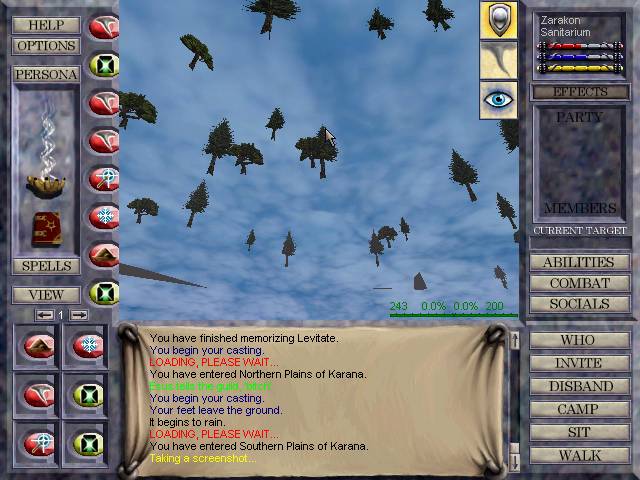 HELP
OPTIONS
PERSONA
SPELLS
VIEW
1
Zarakon
Sanitarium
EFFECTS
PARTY
MEMBERS
CURRENT TARGET
ABILITIES
COMBAT
SOCIALS
WHO
INVITE
DISBAND
CAMP
SIT
WALK
243 0.0% 0.0% 200
You have finished memorizing Levitate.
You begin your casting.
LOADING, PLEASE WAIT...
You have entered Northern Plains of Karana.
Esus tells the guild, 'bitch'
You begin your casting.
Your feet leave the ground.
It begins to rain.
LOADING, PLEASE WAIT...
You have entered Southern Plains of Karana.
Taking a screenshot...